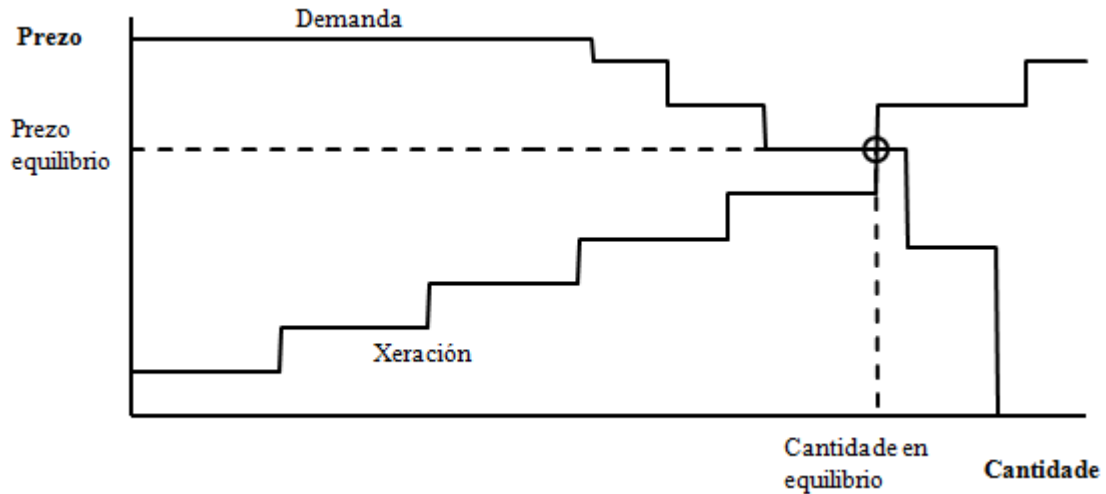 Demanda
Prezo
Prezo
equilibrio
Xeración
Cantidade en
equilibrio
Cantidade